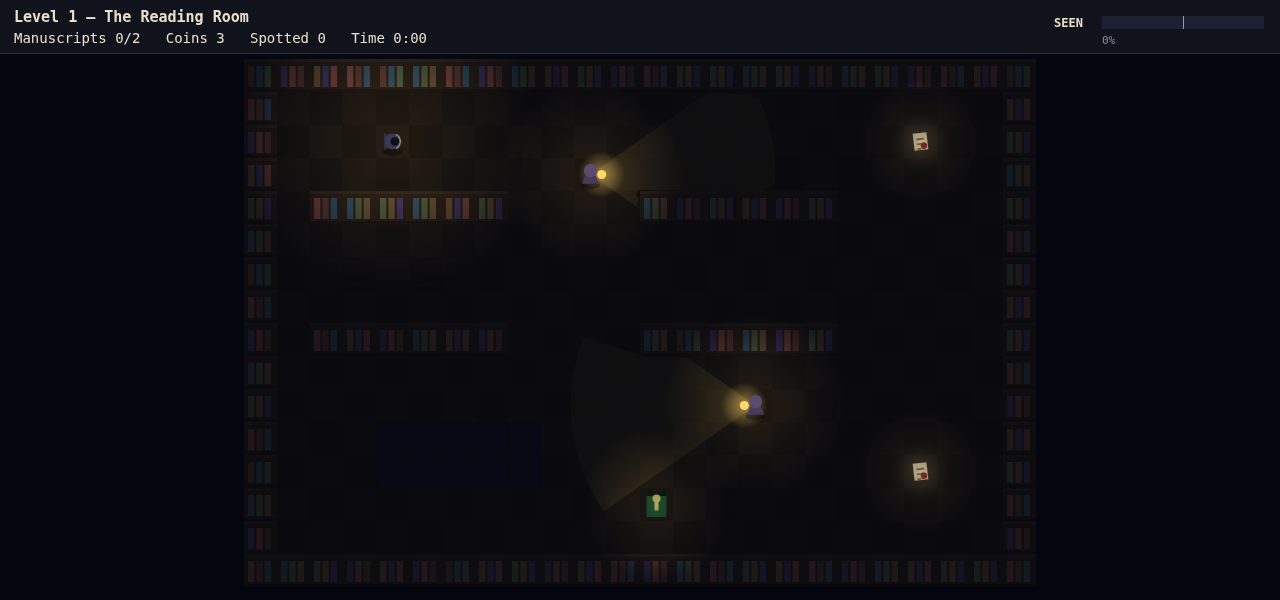 Level 1 — The Reading Room
Manuscripts 0/2 Coins 3 Spotted 0 Time 0:00
SEEN
0%